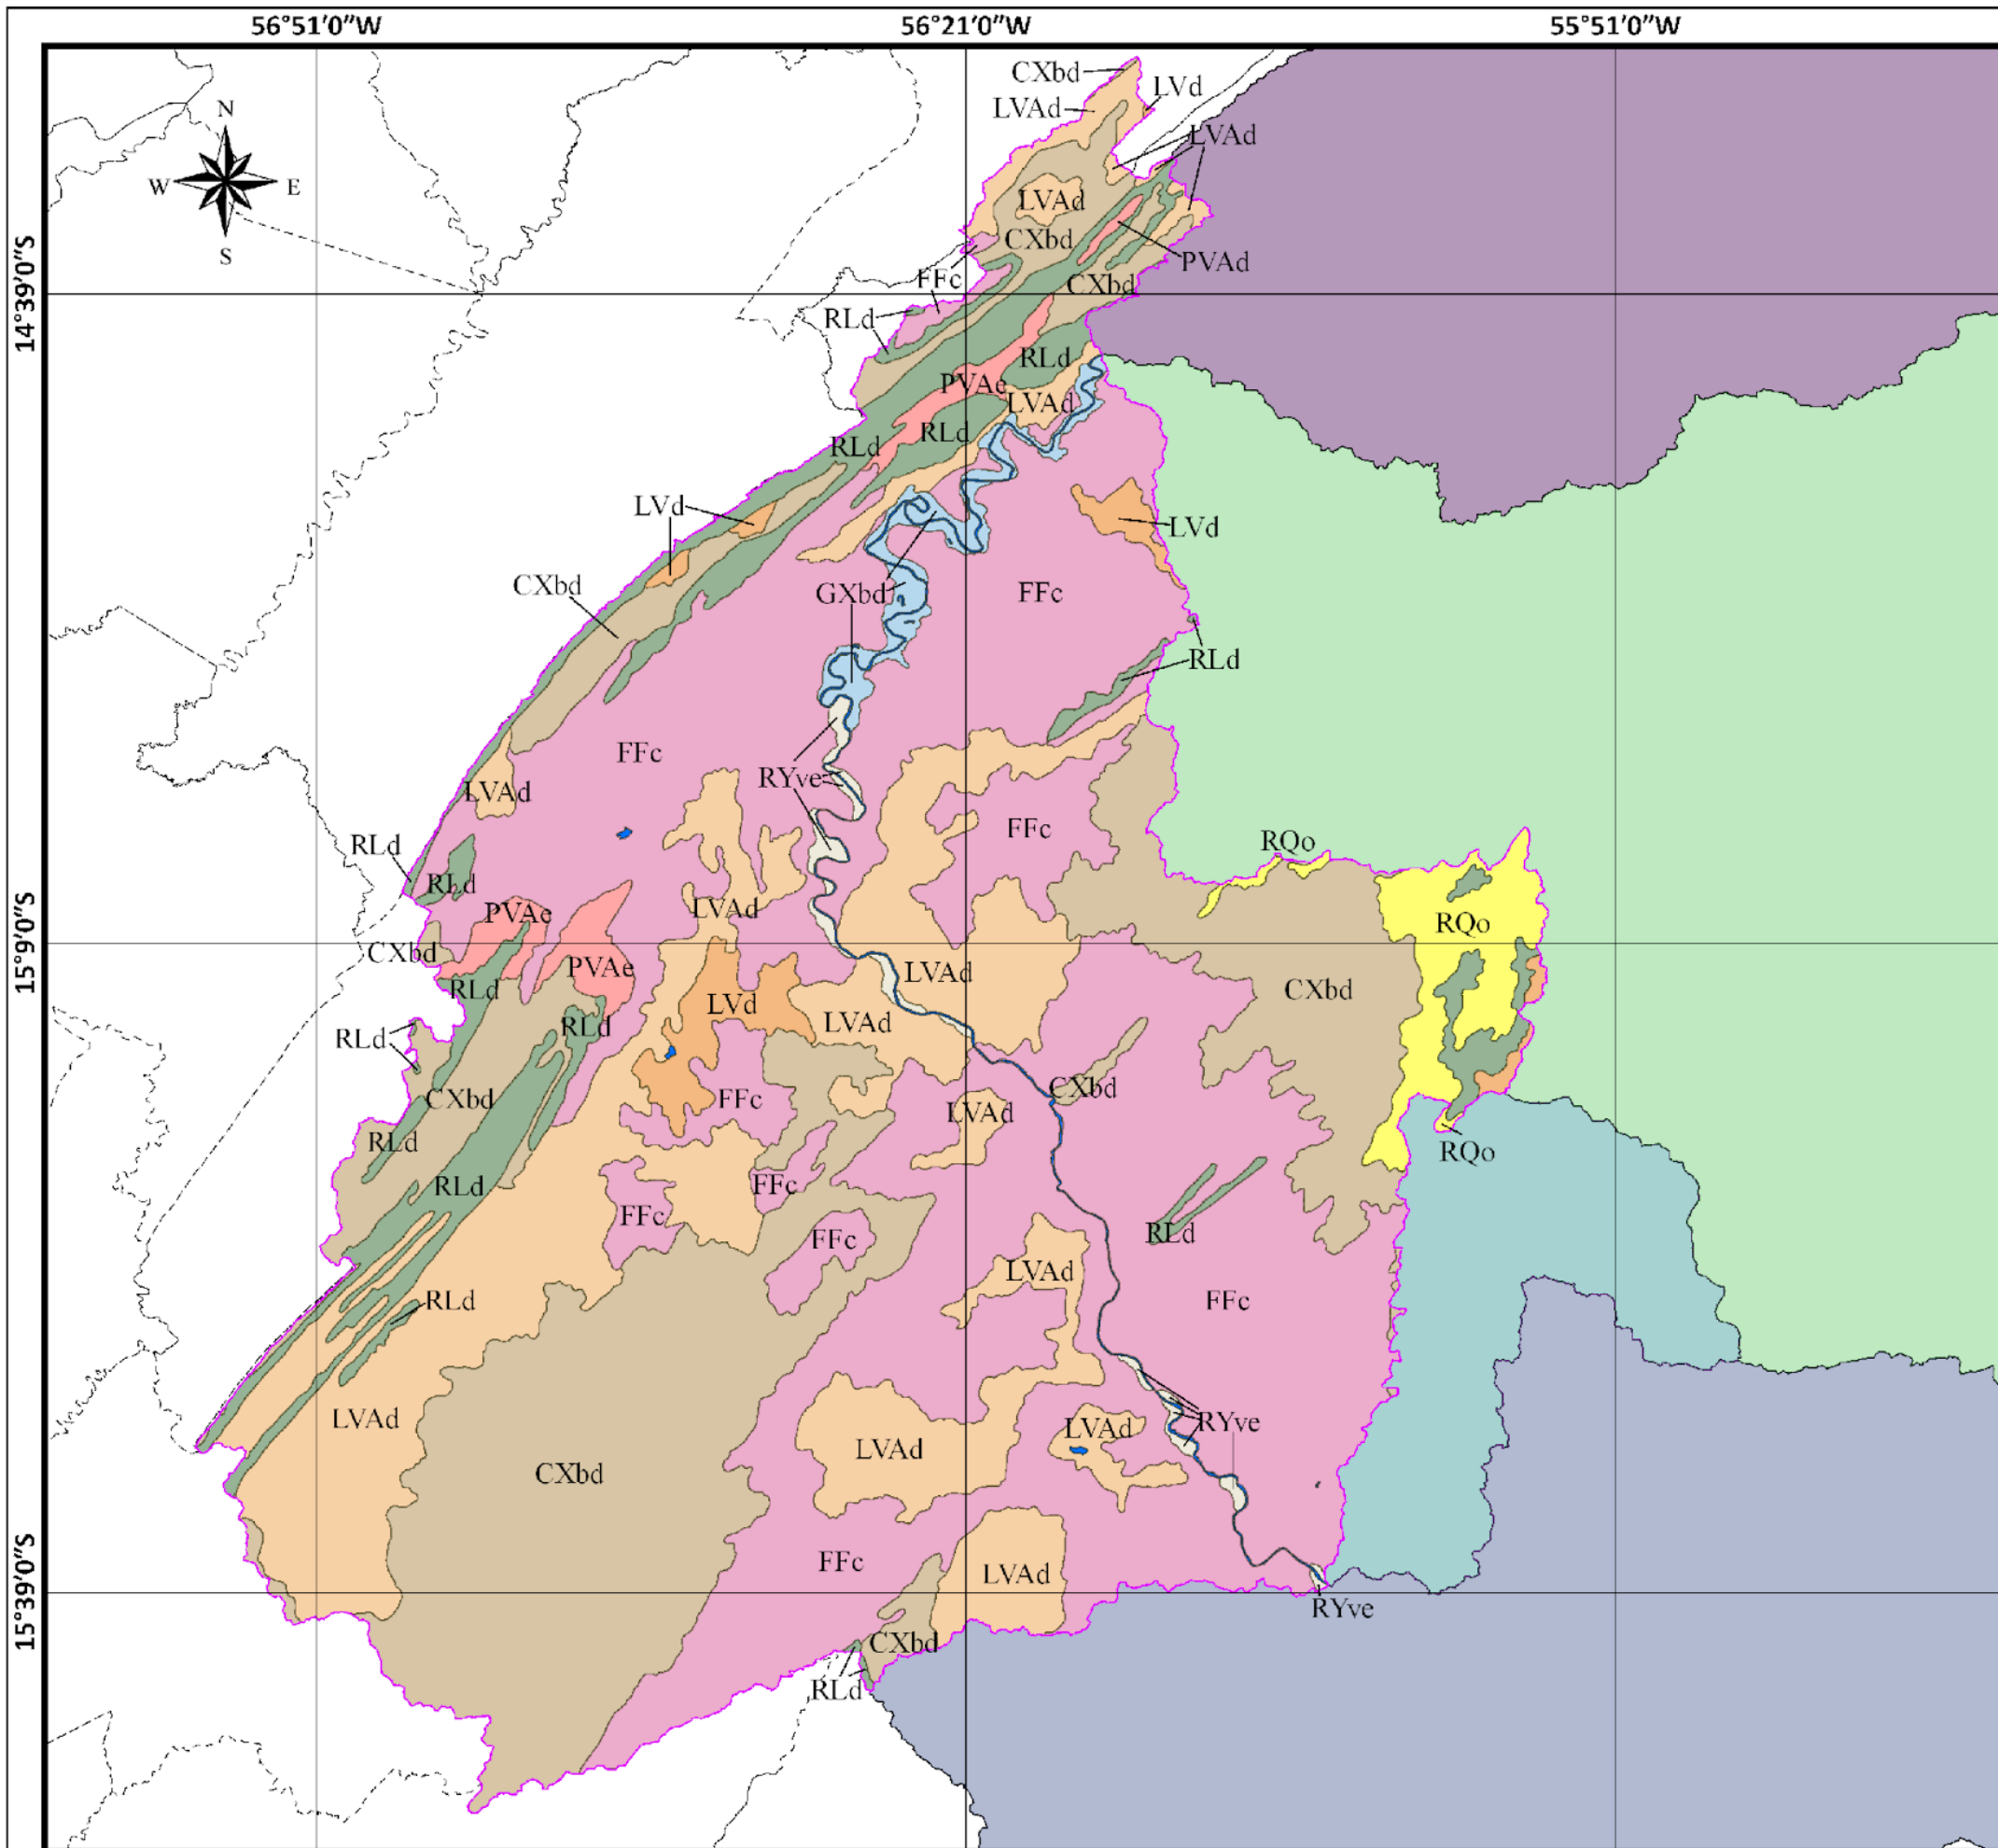 56°51'0"W
56°21'0"W
55°51'0"W
CXbd
LVd
LVAd
N
LVAd
W
E
LVAd
S
CXbd
PVAd
14°39'0"S
FFc
CXbd
RLd
RLd
PVAe
LVAd
RLd
RLd
LVd
LVd
CXbd
GXbd
FFc
RLd
FFc
RYve
LVAd
FFc
RLd
RQo
RLd
LVAd
PVAe
RQo
15°9'0"S
CXbd
PVAe
LVAd
RLd
CXbd
LVd
LVAd
RLd
RLd
CXbd
CXbd
FFc
LVAd
RLd
RQo
RLd
FFc
FFc
RLd
FFc
LVAd
RLd
FFc
LVAd
LVAd
RYve
LVAd
CXbd
FFc
LVAd
15°39'0"S
RYve
CXbd
RLd